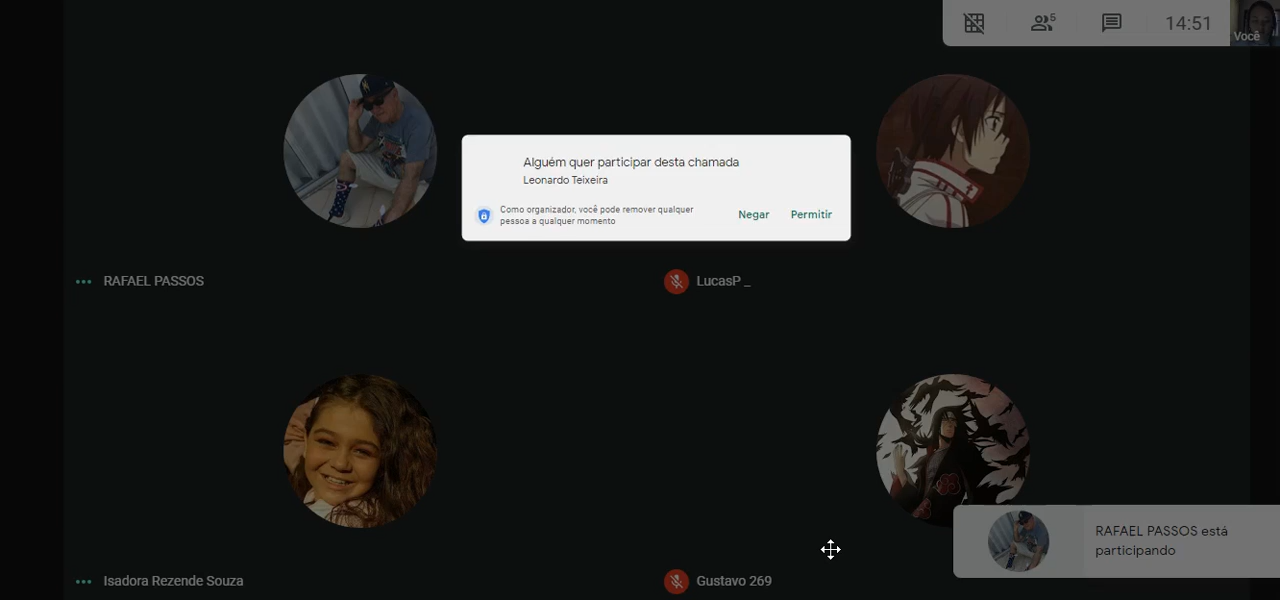 5
14:51
Você
Alguém quer participar desta chamada
Leonardo Teixeira
Como organizador, você pode remover qualquer
pessoa a qualquer momento
Negar
Permitir
RAFAEL PASSOS
LucasP _
RAFAEL PASSOS está
participando
Isadora Rezende Souza
Gustavo 269